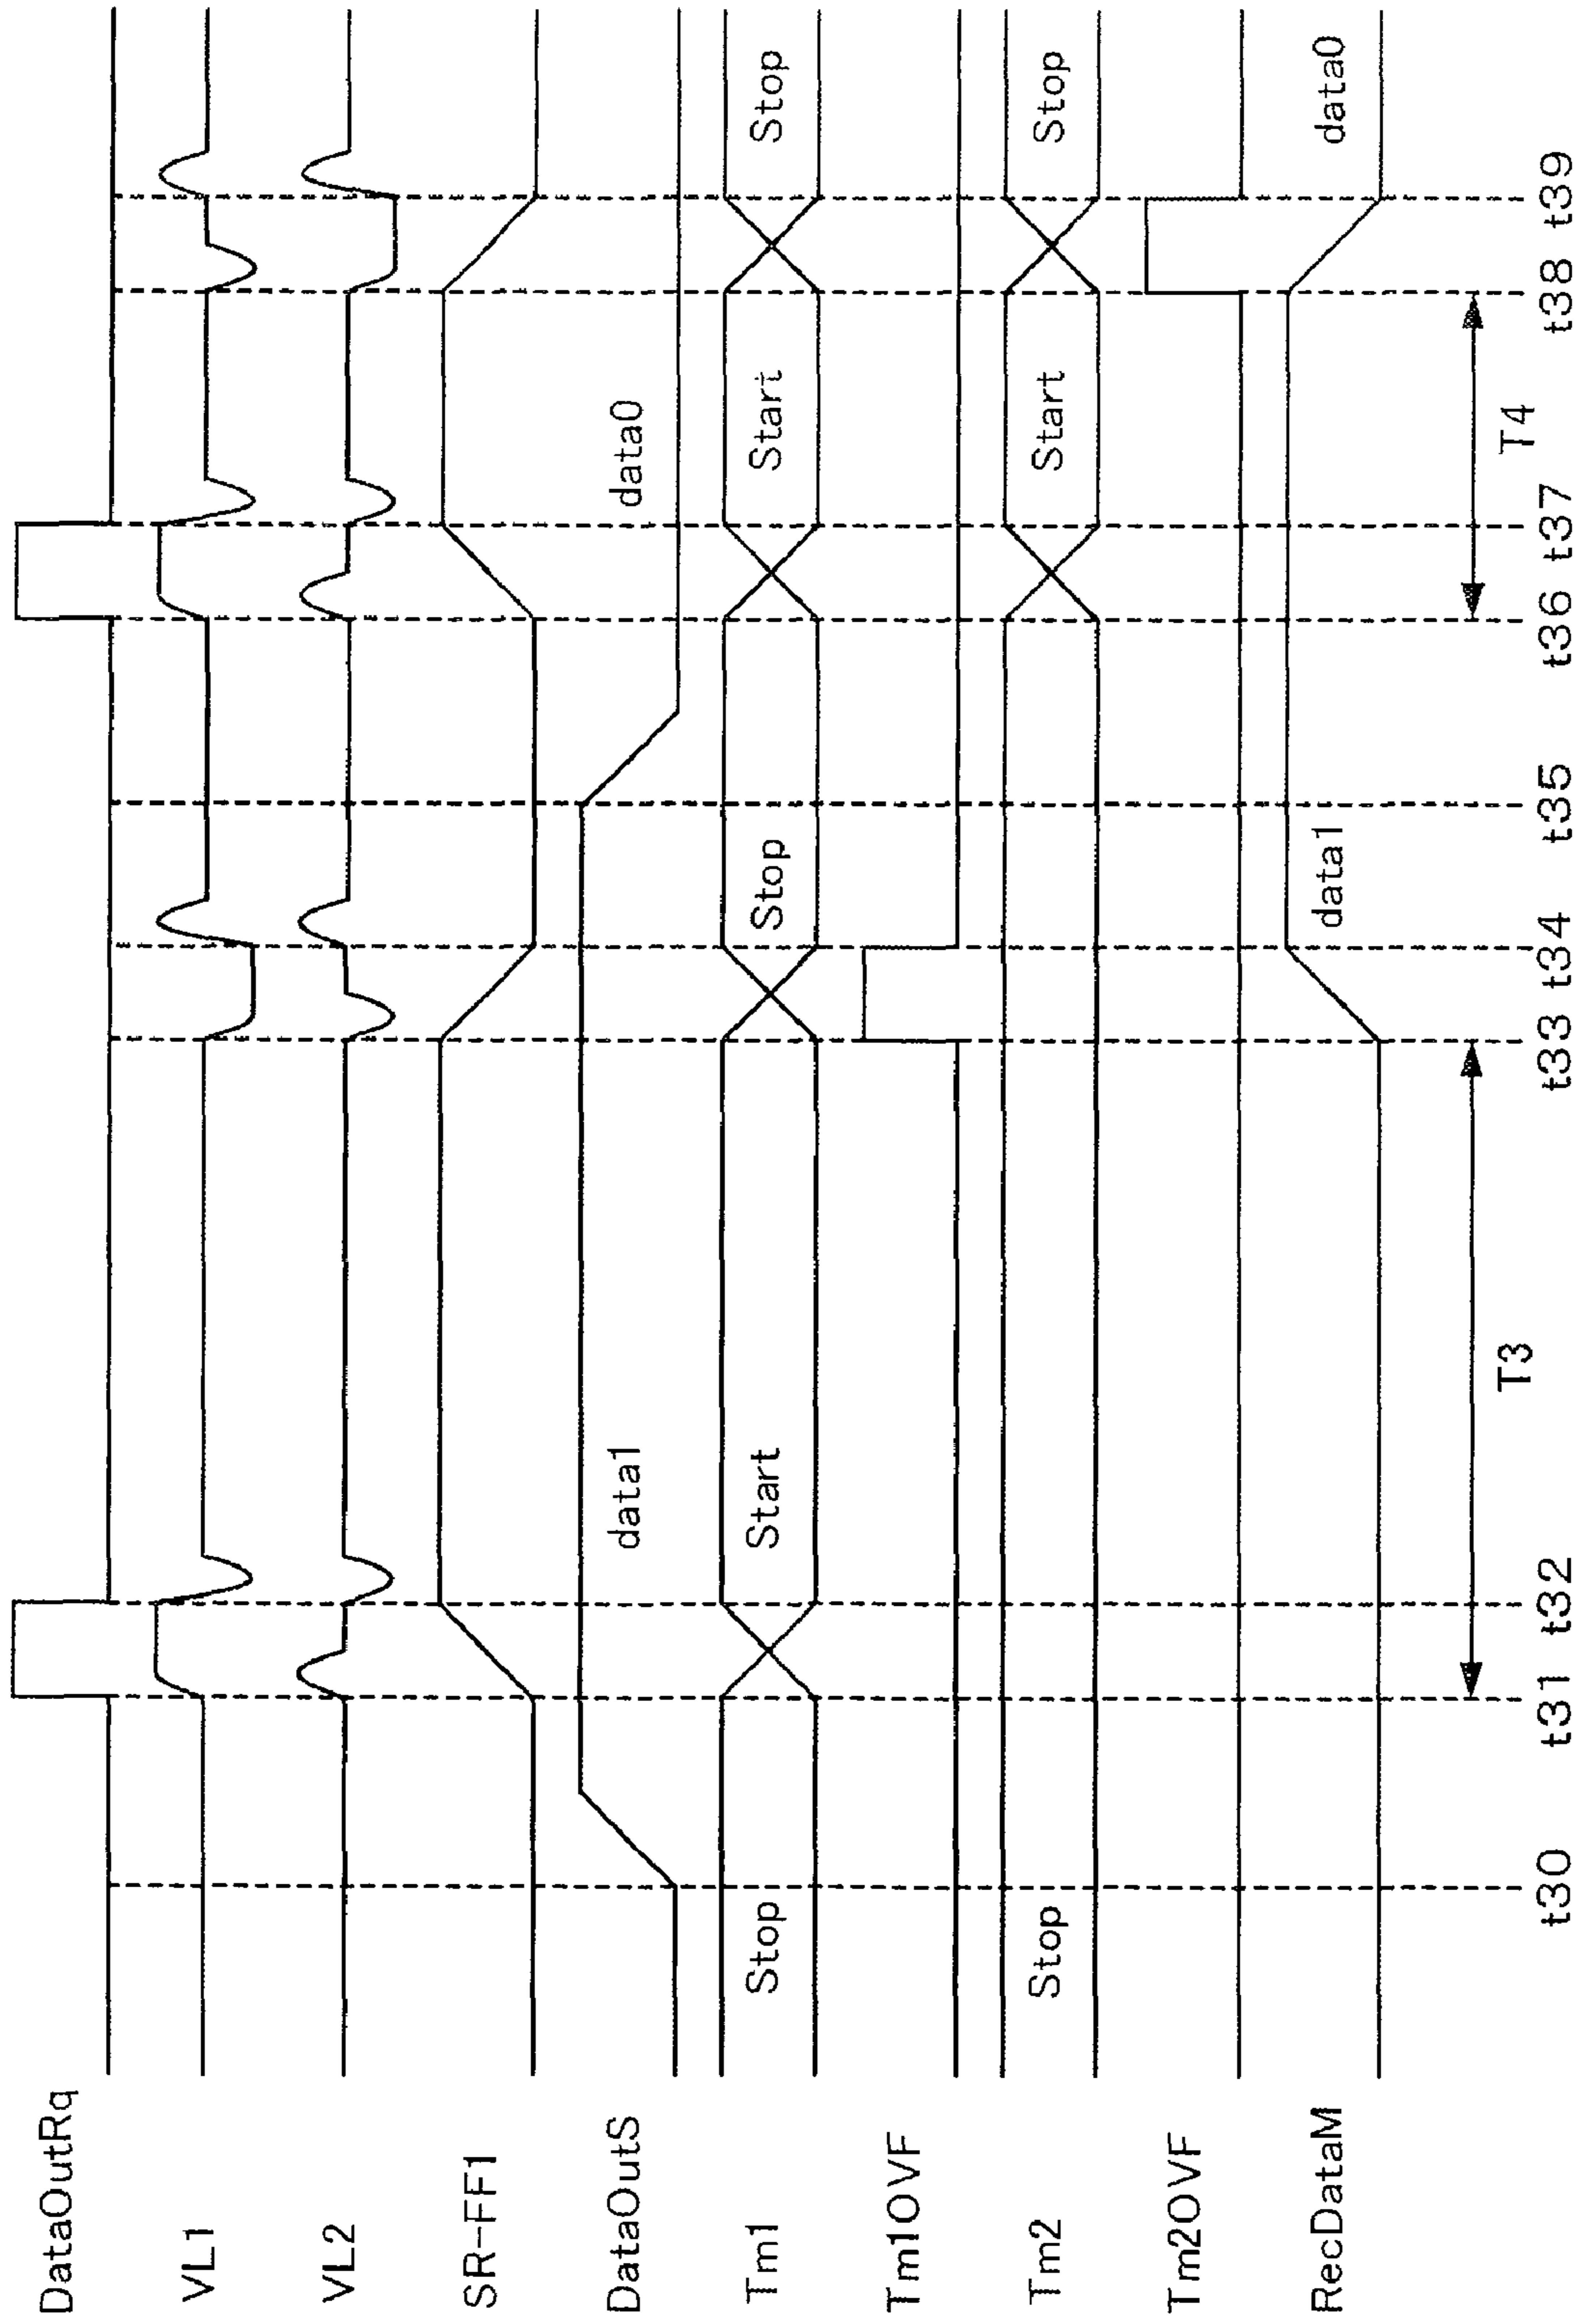 DataOutRq
VL1
VL2
SR-FF1
DataOutS
data1
data0
Tm1
Stop
Start
Stop
Start
Stop
Tm1OVF
Tm2
Stop
Start
Stop
Tm2OVF
RecDataM
data1
data0
T3
T4
t30
t31
t32
t33
t34
t35
t36
t37
t38
t39